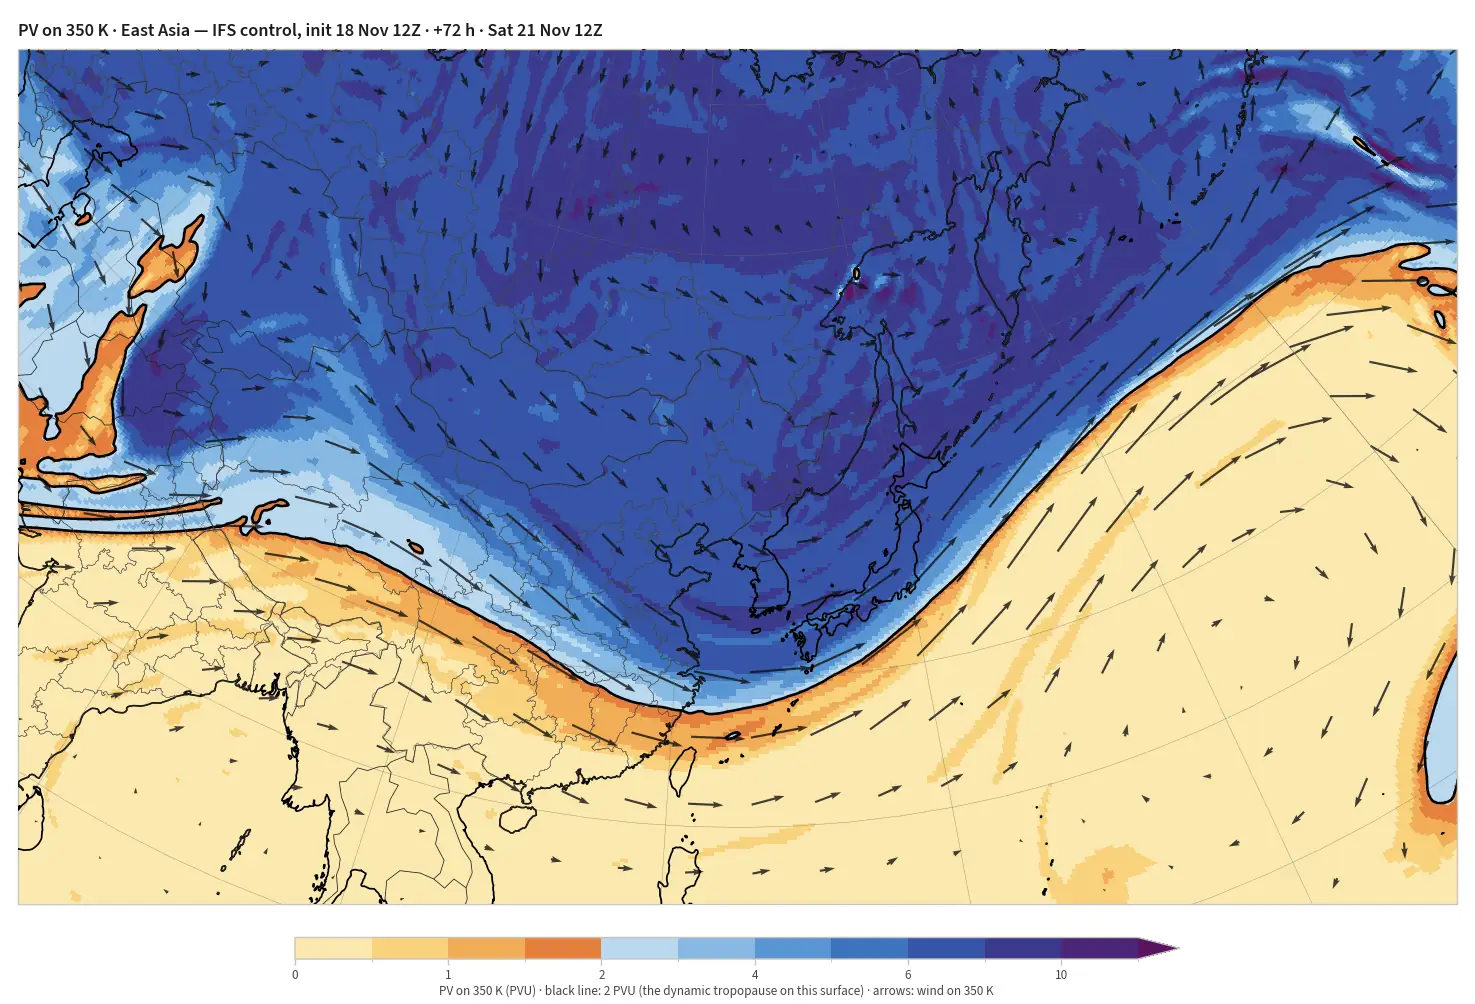 PV on 350 K · East Asia — IFS control, init 18 Nov 12Z · +72 h · Sat 21 Nov 12Z
0 1 2 4 6 10
PV on 350 K (PVU) · black line: 2 PVU (the dynamic tropopause on this surface) · arrows: wind on 350 K